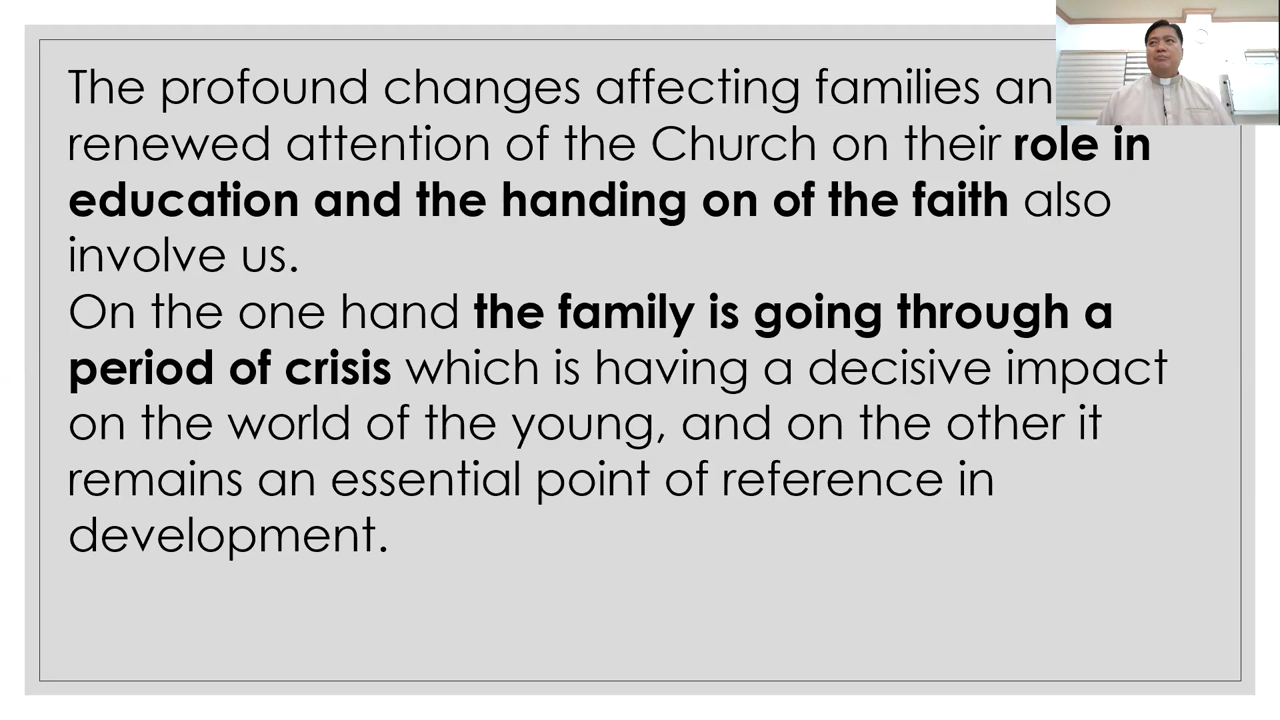 The profound changes affecting families an
renewed attention of the Church on their role in
education and the handing on of the faith also
involve us.
On the one hand the family is going through a
period of crisis which is having a decisive impact
on the world of the young, and on the other it
remains an essential point of reference in
development.